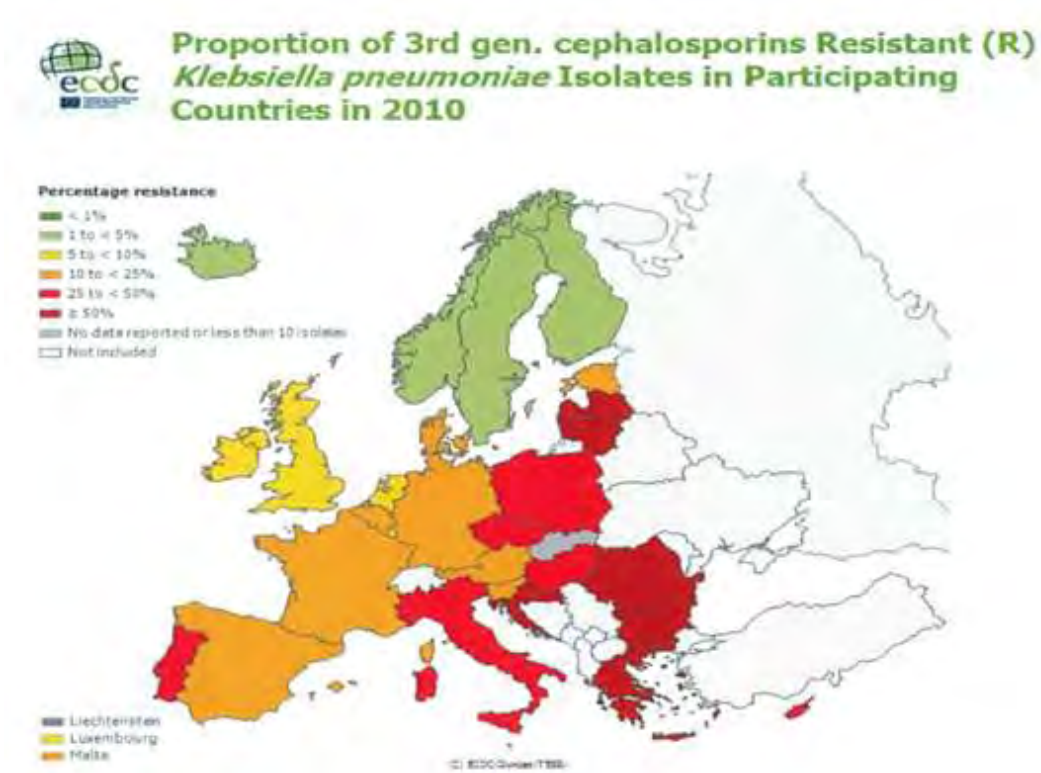 ecdc
Proportion of 3rd gen. cephalosporins Resistant (R)
Klebsiella pneumoniae Isolates in Participating
Countries in 2010
Percentage resistance
< 1%
1 to < 5%
5 to < 10%
10 to < 25%
25 to < 50%
≥ 50%
No data reported or less than 10 isolates
Not included
Liechtenstein
Luxembourg
Malta
(C) ECDC/